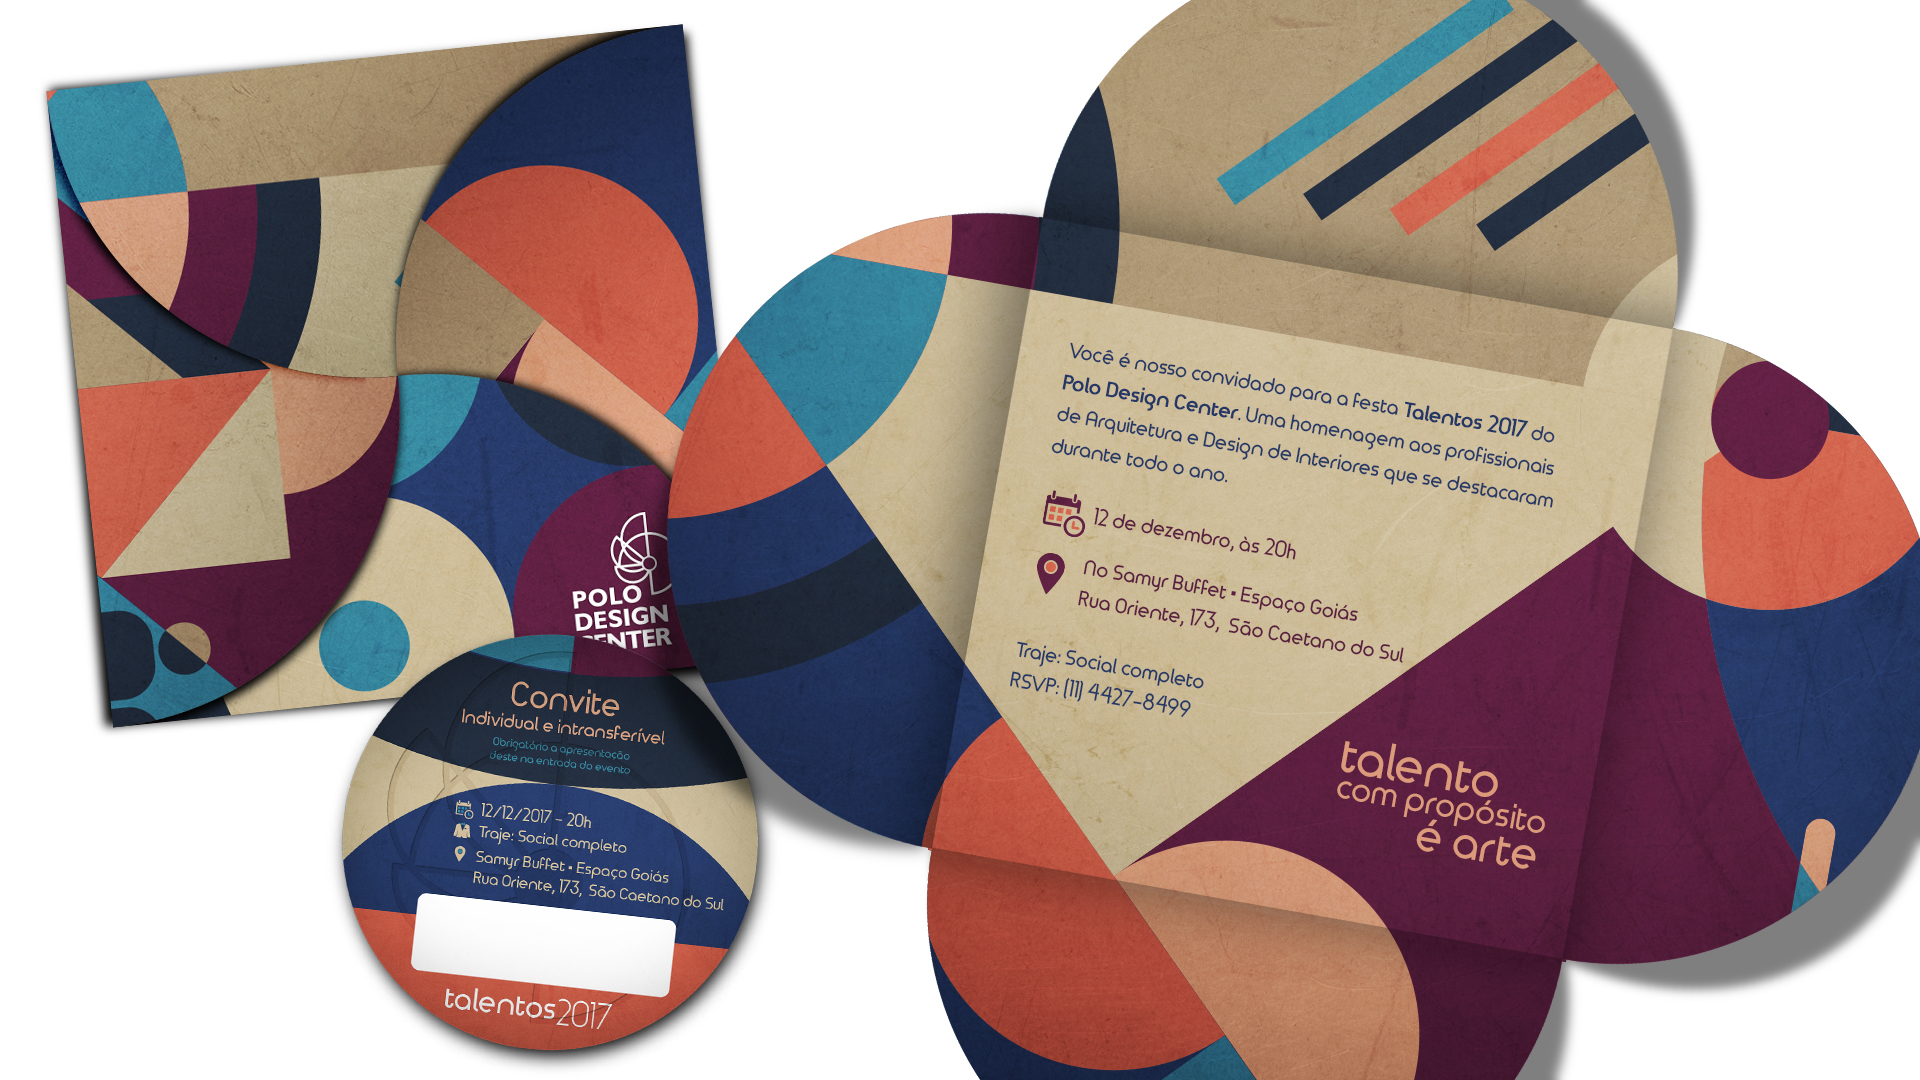 POLO
DESIGN
CENTER
Convite
Individual e intransferível
Obrigatório a apresentação
deste na entrada do evento
12/12/2017 - 20h
Traje: Social completo
Samyr Buffet • Espaço Goiás
Rua Oriente, 173, São Caetano do Sul
talentos2017
Você é nosso convidado para a festa Talentos 2017 do
Polo Design Center. Uma homenagem aos profissionais
de Arquitetura e Design de Interiores que se destacaram
durante todo o ano.
12 de dezembro, às 20h
No Samyr Buffet • Espaço Goiás
Rua Oriente, 173, São Caetano do Sul
Traje: Social completo
RSVP: (11) 4427-8499
talento
com propósito
é arte